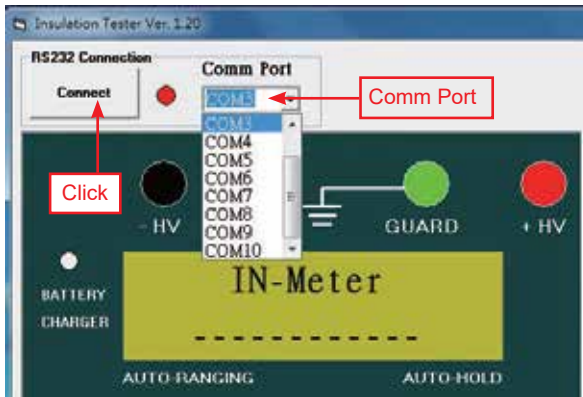 Insulation Tester Ver. 1.20
RS232 Connection
Connect
Comm Port
COM3
Comm Port
COM3
COM4
COM5
COM6
COM7
COM8
COM9
COM10
Click
- HV
GUARD
+ HV
BATTERY
CHARGER
IN-Meter
------------
AUTO-RANGING
AUTO-HOLD